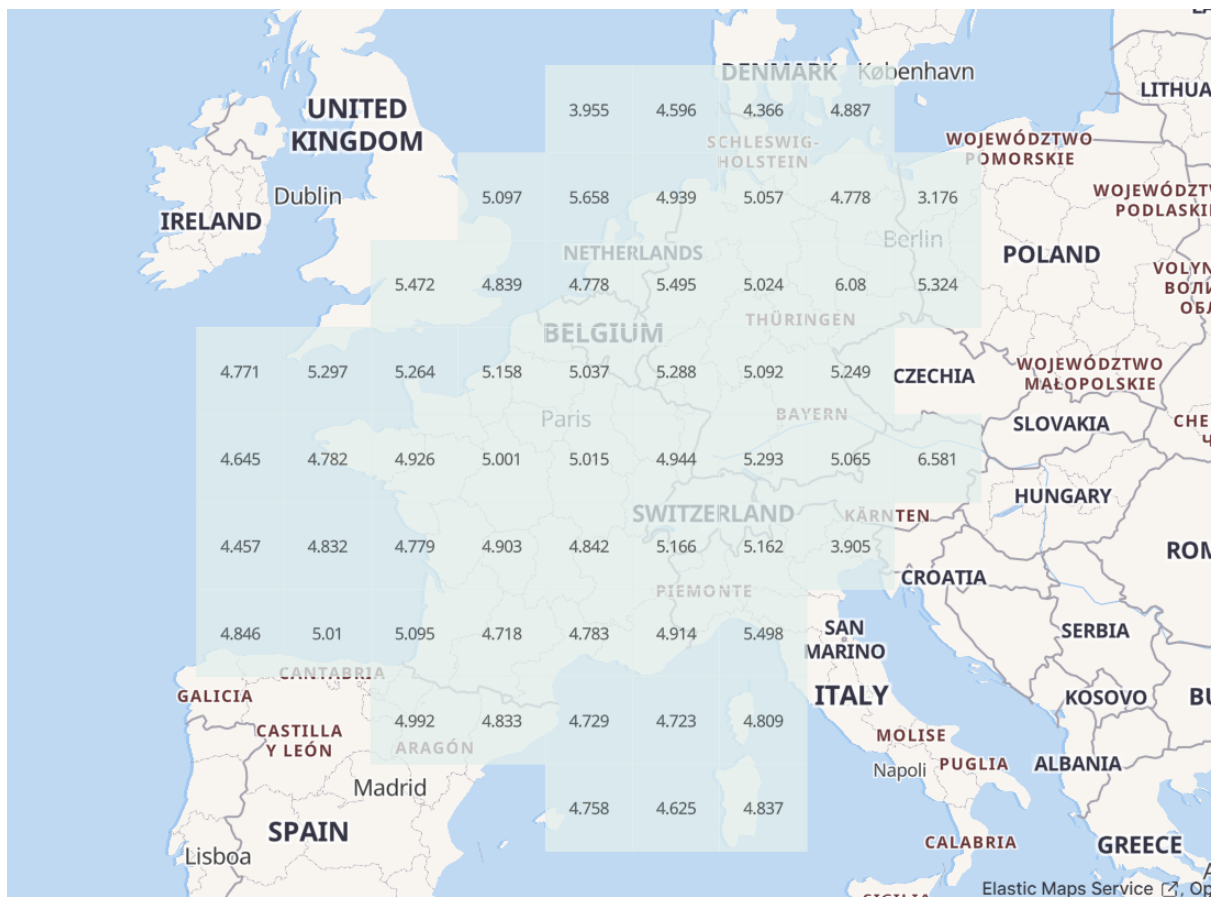 DENMARK
København
LITHUA
UNITED
KINGDOM
3.955 4.596 4.366 4.887
SCHLESWIG-
HOLSTEIN
WOJEWÓDZTWO
POMORSKIE
Dublin
IRELAND
5.097 5.658 4.939 5.057 4.778 3.176
WOJEWÓDZTW
PODLASKI
NETHERLANDS
Berlin
POLAND
5.472 4.839 4.778 5.495 5.024 6.08 5.324
VOLYN
ВОЛИ
ОБЛ
THÜRINGEN
BELGIUM
4.771 5.297 5.264 5.158 5.037 5.288 5.092 5.249
CZECHIA
WOJEWÓDZTWO
MAŁOPOLSKIE
Paris
BAYERN
SLOVAKIA
CHE
4.645 4.782 4.926 5.001 5.015 4.944 5.293 5.065 6.581
HUNGARY
SWITZERLAND
KÄRNTEN
4.457 4.832 4.779 4.903 4.842 5.166 5.162 3.905
ROM
CROATIA
PIEMONTE
4.846 5.01 5.095 4.718 4.783 4.914 5.498
SAN
MARINO
SERBIA
CANTABRIA
GALICIA
ITALY
KOSOVO
BU
4.992 4.833 4.729 4.723 4.809
CASTILLA
Y LEÓN
ARAGÓN
MOLISE
PUGLIA
ALBANIA
Napoli
Madrid
4.758 4.625 4.837
SPAIN
Lisboa
CALABRIA
GREECE
Elastic Maps Service , Op